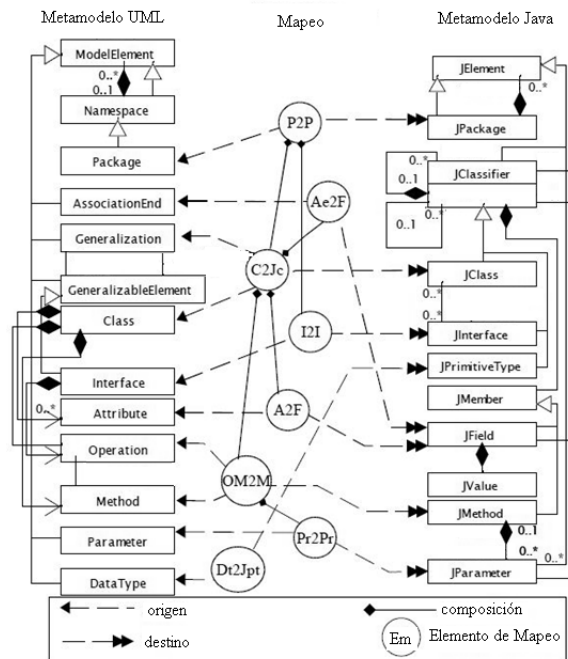 Metamodelo UML
Mapeo
Metamodelo Java
ModelElement
0..*
0..1
Namespace
Package
AssociationEnd
Generalization
GeneralizableElement
Class
Interface
0..*
Attribute
Operation
Method
Parameter
DataType
P2P
Ae2F
C2Jc
I2I
A2F
OM2M
Pr2Pr
Dt2Jpt
JElement
0..*
JPackage
0..*
JClassifier
0..1
0..*
0..1
JClass
0..*
JInterface
JPrimitiveType
JMember
JField
JValue
JMethod
0..1
0..*
0..*
JParameter
origen
composición
destino
Em
Elemento de Mapeo